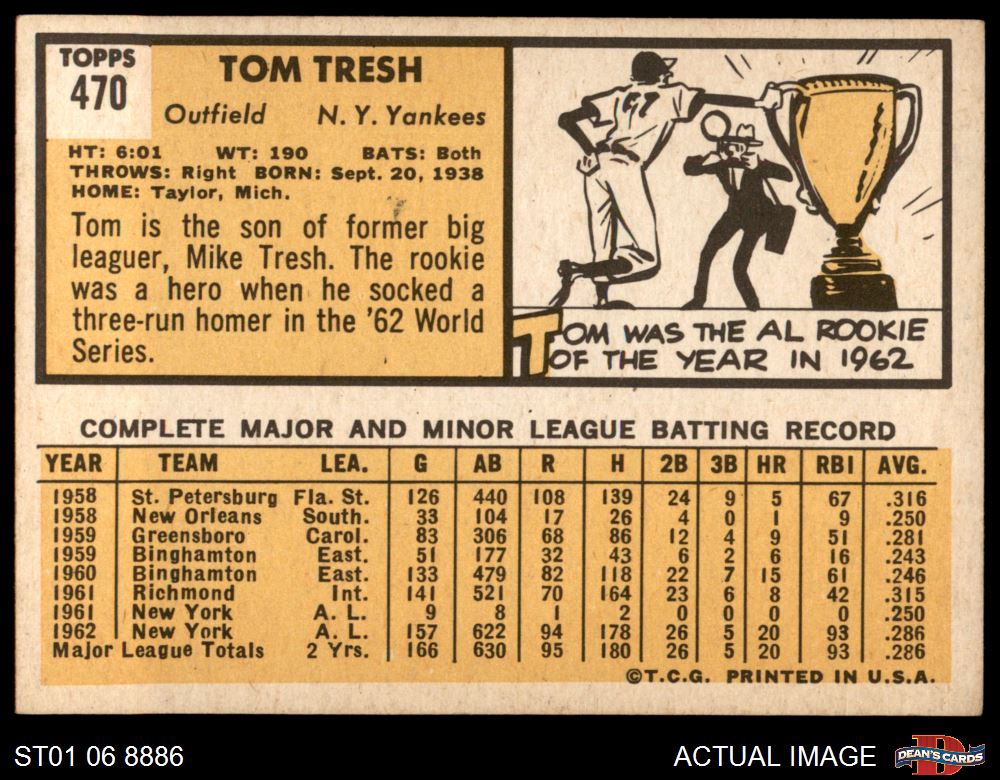 TOPPS
470
TOM TRESH
Outfield N. Y. Yankees
HT: 6:01 WT: 190 BATS: Both
THROWS: Right BORN: Sept. 20, 1938
HOME: Taylor, Mich.
Tom is the son of former big
leaguer, Mike Tresh. The rookie
was a hero when he socked a
three-run homer in the '62 World
Series.
TOM WAS THE AL ROOKIE
OF THE YEAR IN 1962
COMPLETE MAJOR AND MINOR LEAGUE BATTING RECORD
YEAR TEAM LEA. G AB R H 2B 3B HR RBI AVG.
1958 St. Petersburg Fla. St. 126 440 108 139 24 9 5 67 .316
1958 New Orleans South. 33 104 17 26 4 0 1 9 .250
1959 Greensboro Carol. 83 306 68 86 12 4 9 51 .281
1959 Binghamton East. 51 177 32 43 6 2 6 16 .243
1960 Binghamton East. 133 479 82 118 22 7 15 61 .246
1961 Richmond Int. 141 521 70 164 23 6 8 42 .315
1961 New York A. L. 9 8 1 2 0 0 0 0 .250
1962 New York A. L. 157 622 94 178 26 5 20 93 .286
Major League Totals 2 Yrs. 166 630 95 180 26 5 20 93 .286
©T.C.G. PRINTED IN U.S.A.
ST01 06 8886 ACTUAL IMAGE DEAN'S CARDS